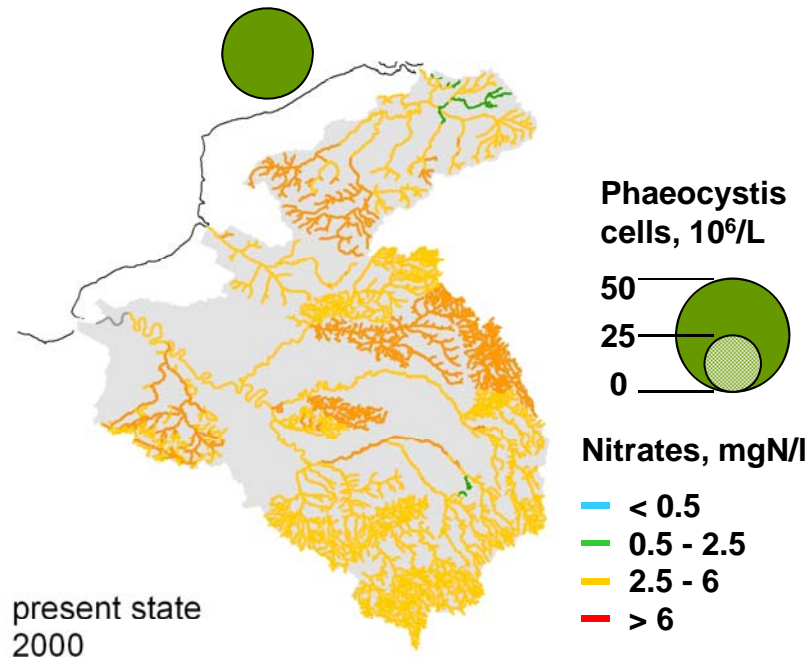 Phaeocystis
cells, 10⁶/L
50
25
0
Nitrates, mgN/l
< 0.5
0.5 - 2.5
2.5 - 6
> 6
present state
2000